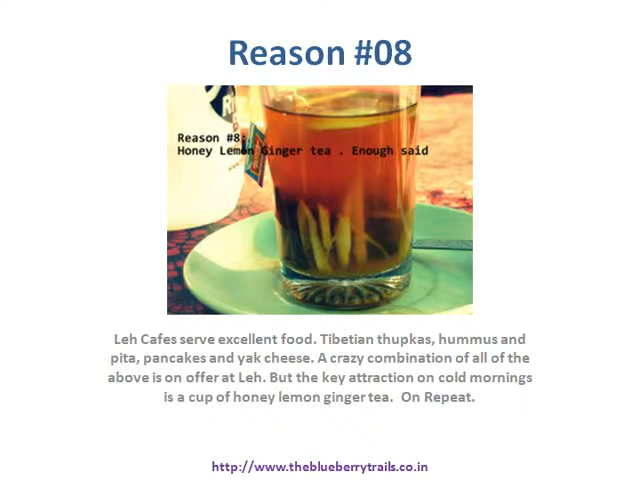 Reason #08
Reason #8:
Honey Lemon Ginger tea . Enough said
Leh Cafes serve excellent food. Tibetian thupkas, hummus and
pita, pancakes and yak cheese. A crazy combination of all of the
above is on offer at Leh. But the key attraction on cold mornings
is a cup of honey lemon ginger tea.  On Repeat.
http://www.theblueberrytrails.co.in